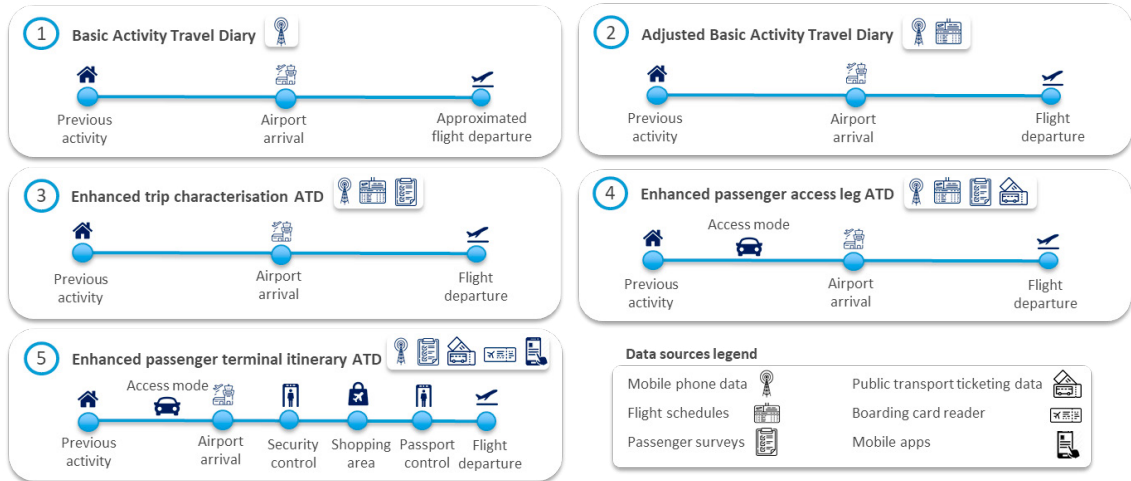 1 Basic Activity Travel Diary
Previous
activity
Airport
arrival
Approximated
flight departure
2 Adjusted Basic Activity Travel Diary
Previous
activity
Airport
arrival
Flight
departure
3 Enhanced trip characterisation ATD
Previous
activity
Airport
arrival
Flight
departure
4 Enhanced passenger access leg ATD
Access mode
Previous
activity
Airport
arrival
Flight
departure
5 Enhanced passenger terminal itinerary ATD
Access mode
Previous
activity
Airport
arrival
Security
control
Shopping
area
Passport
control
Flight
departure
Data sources legend
Mobile phone data
Flight schedules
Passenger surveys
Public transport ticketing data
Boarding card reader
Mobile apps